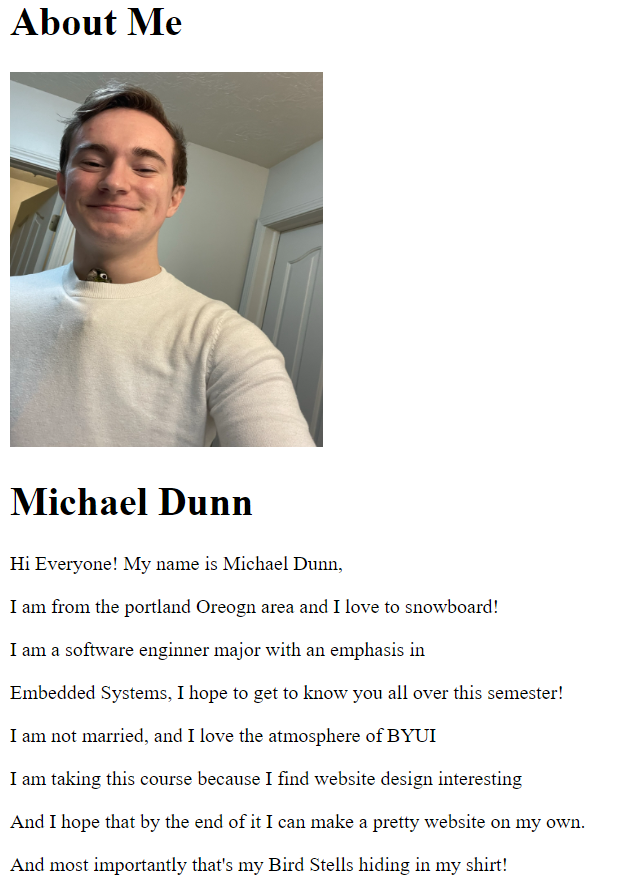 About Me
Michael Dunn
Hi Everyone! My name is Michael Dunn,
I am from the portland Oreogn area and I love to snowboard!
I am a software enginner major with an emphasis in
Embedded Systems, I hope to get to know you all over this semester!
I am not married, and I love the atmosphere of BYUI
I am taking this course because I find website design interesting
And I hope that by the end of it I can make a pretty website on my own.
And most importantly that's my Bird Stells hiding in my shirt!